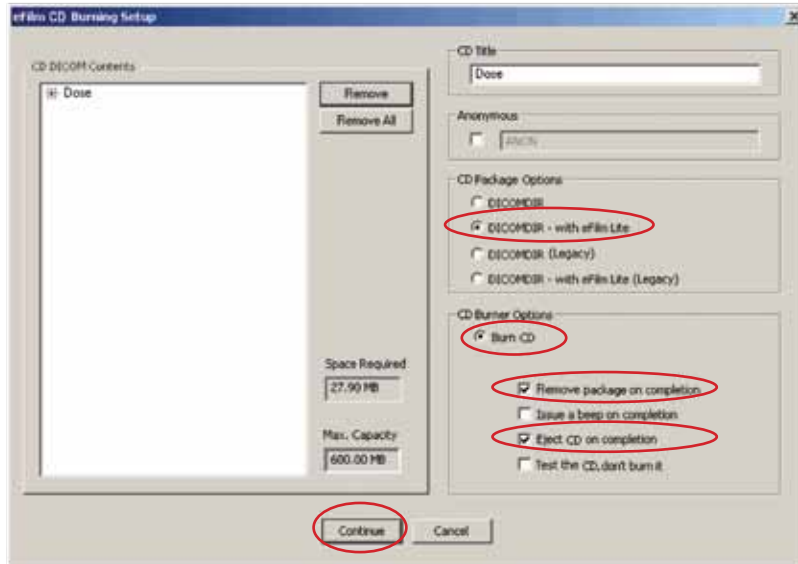 eFilm CD Burning Setup
CD DICOM Contents
Dose
Remove
Remove All
Space Required
27.90 MB
Max. Capacity
600.00 MB
CD Title
Dose
Anonymous
ANON
CD Package Options
DICOMDIR
DICOMDIR - with eFilm Lite
DICOMDIR (Legacy)
DICOMDIR - with eFilm Lite (Legacy)
CD Burner Options
Burn CD
Remove package on completion
Issue a beep on completion
Eject CD on completion
Test the CD, don't burn it
Continue
Cancel